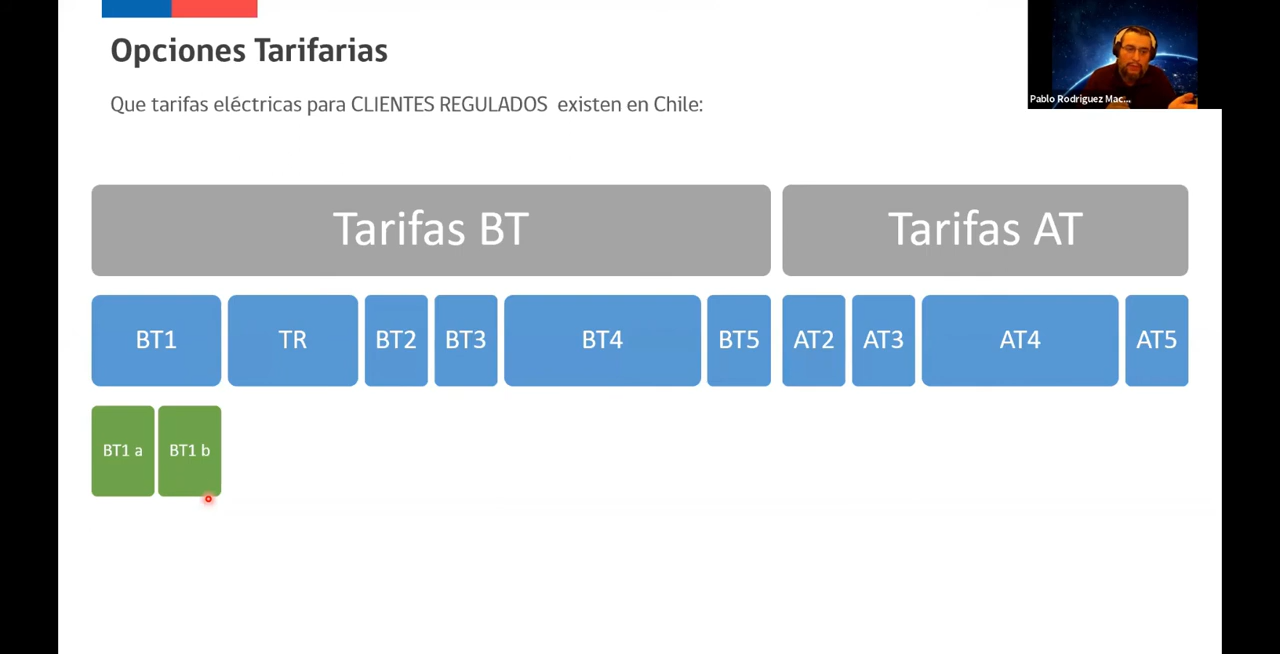 Opciones Tarifarias
Que tarifas eléctricas para CLIENTES REGULADOS existen en Chile:
Pablo Rodriguez Mac...
Tarifas BT
Tarifas AT
BT1
TR
BT2
BT3
BT4
BT5
AT2
AT3
AT4
AT5
BT1 a
BT1 b